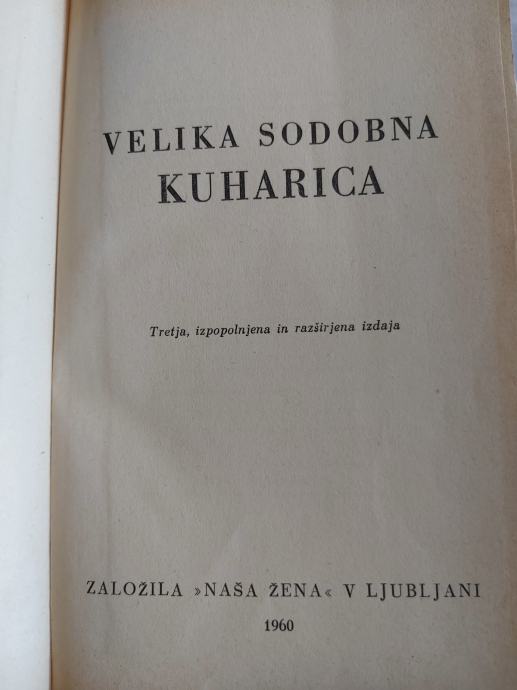 VELIKA SODOBNA
KUHARICA
Tretja, izpopolnjena in razširjena izdaja
ZALOŽILA »NAŠA ŽENA« V LJUBLJANI
1960